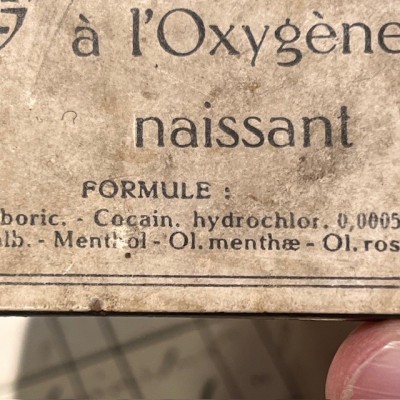 à l'Oxygène
naissant
FORMULE :
boric. - Cocain. hydrochlor. 0,0005
alb. - Menthol - Ol. menthæ - Ol. ros